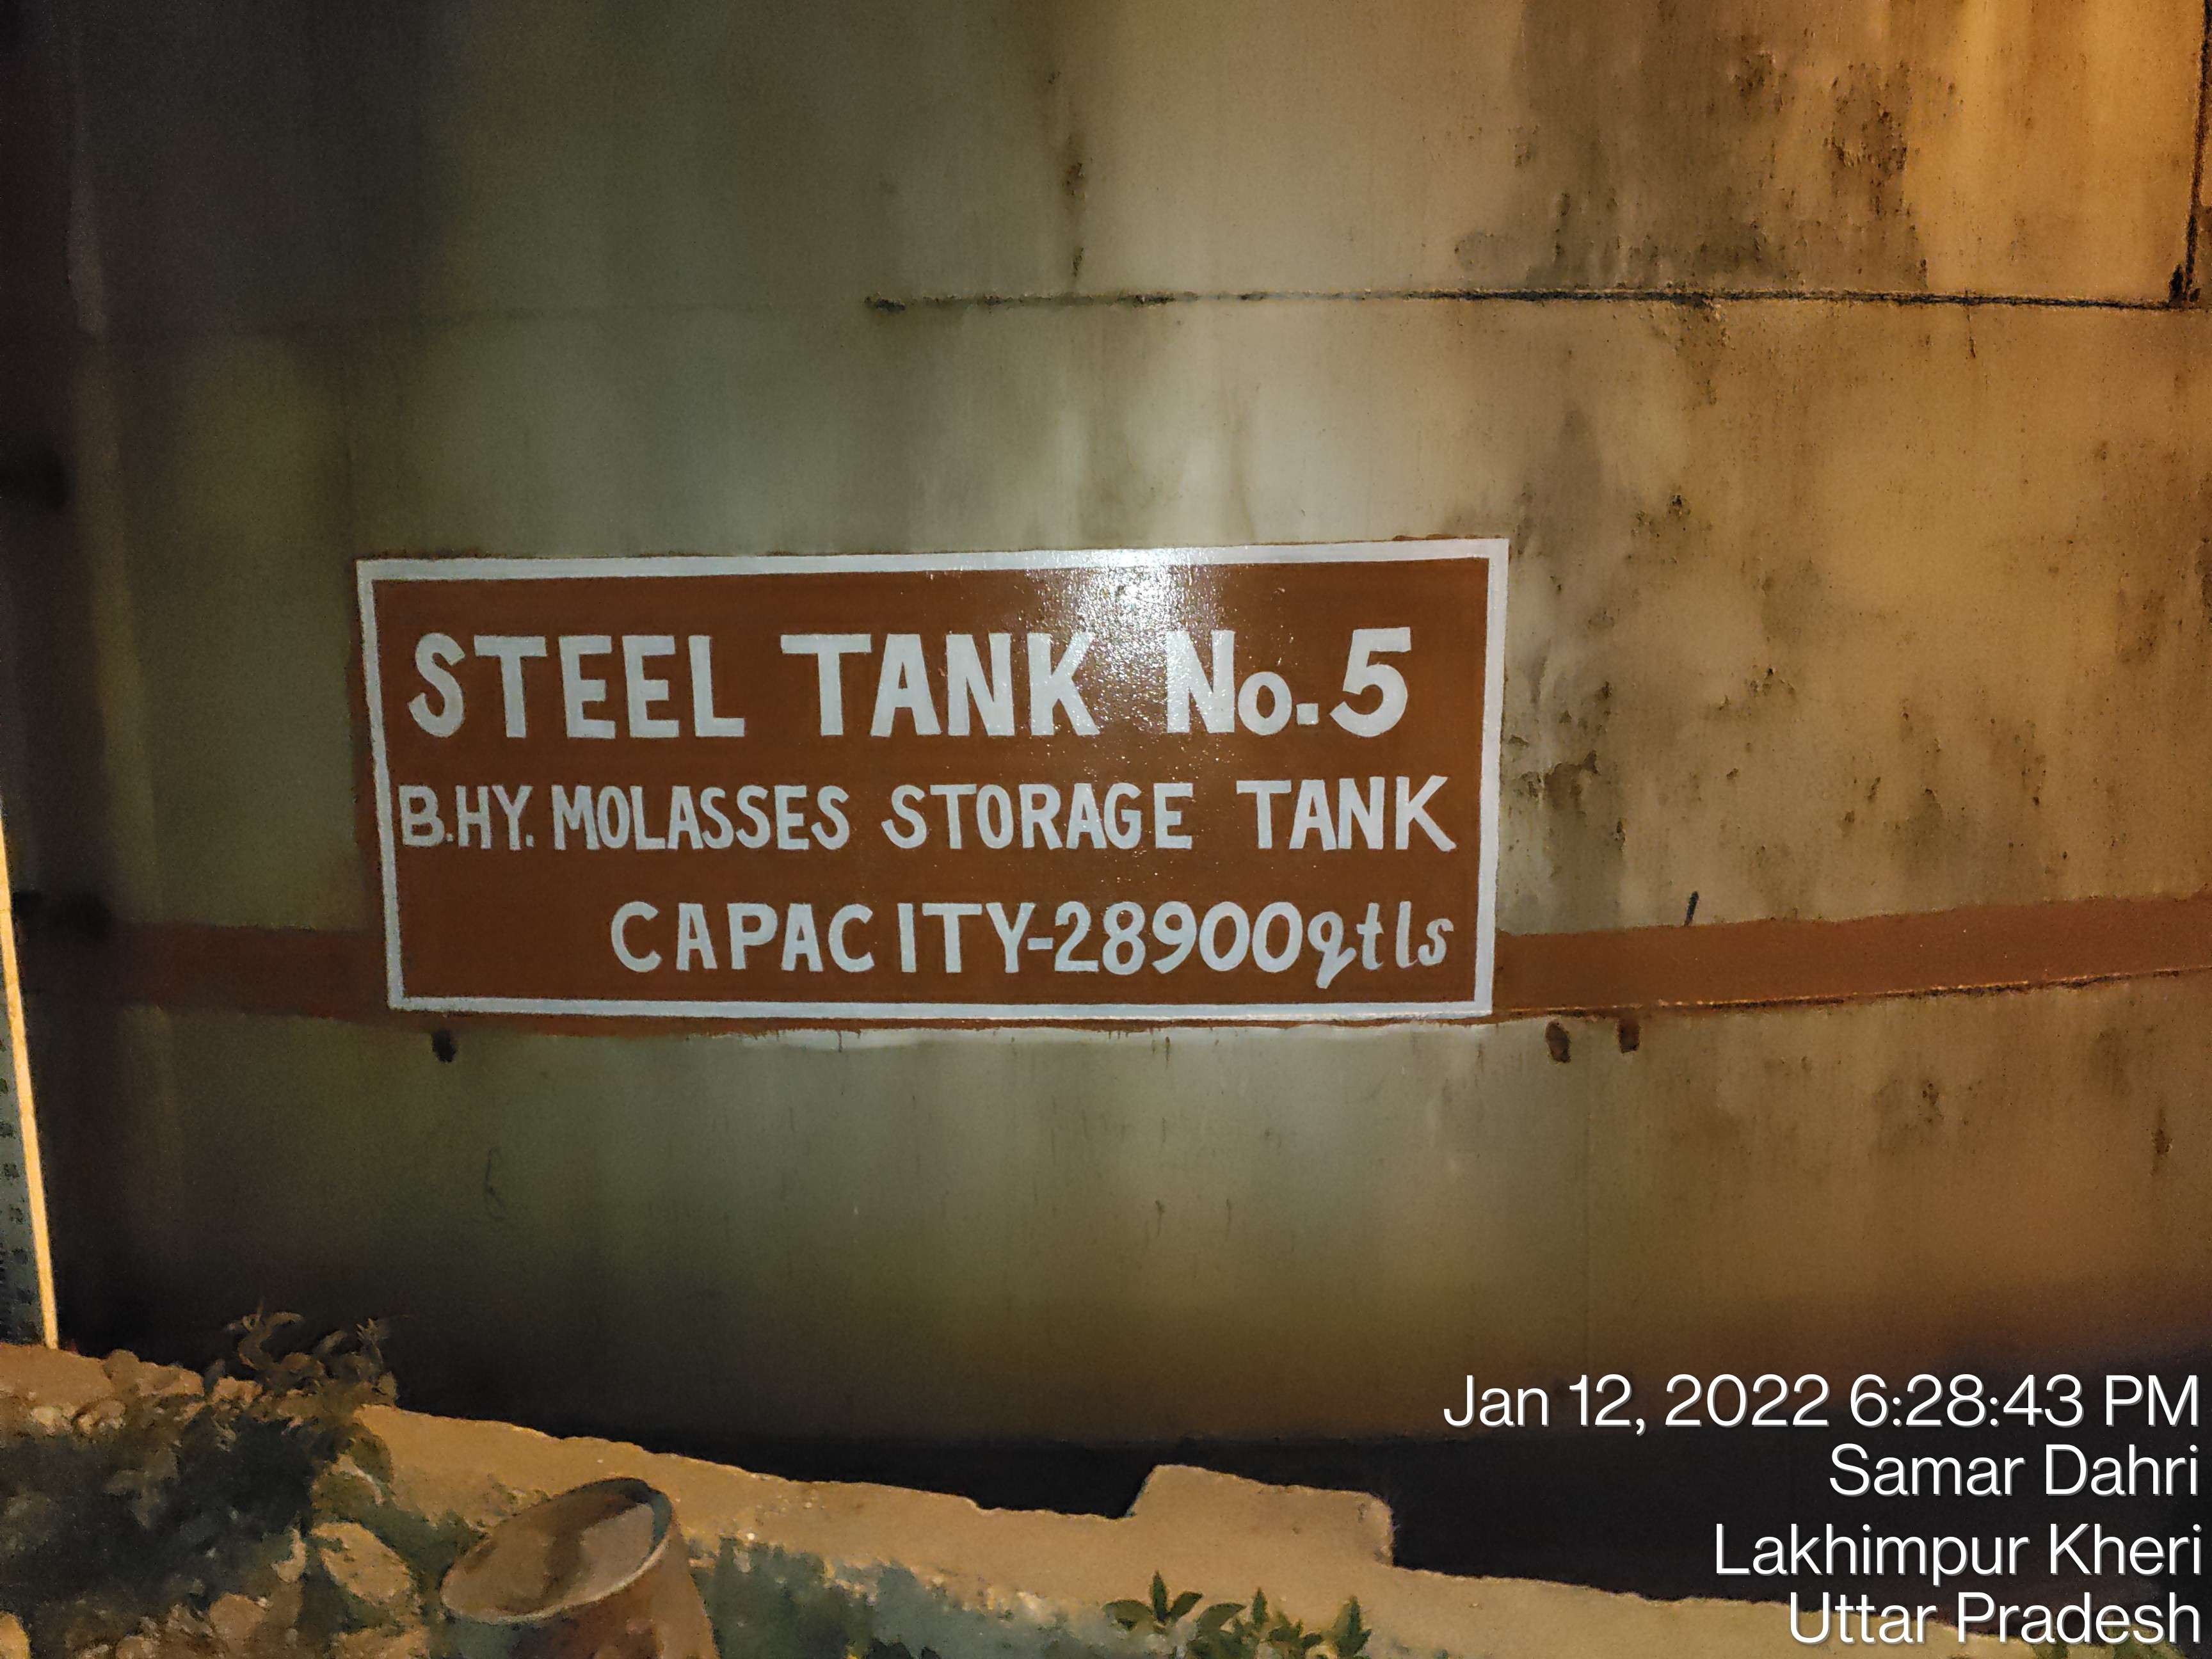 STEEL TANK No.5
B.HY. MOLASSES STORAGE TANK
CAPACITY-28900qtls
Jan 12, 2022 6:28:43 PM
Samar Dahri
Lakhimpur Kheri
Uttar Pradesh